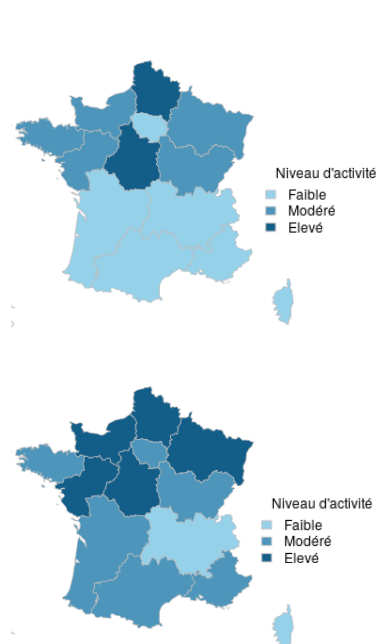 Niveau d'activité
Faible
Modéré
Elevé
Niveau d'activité
Faible
Modéré
Elevé